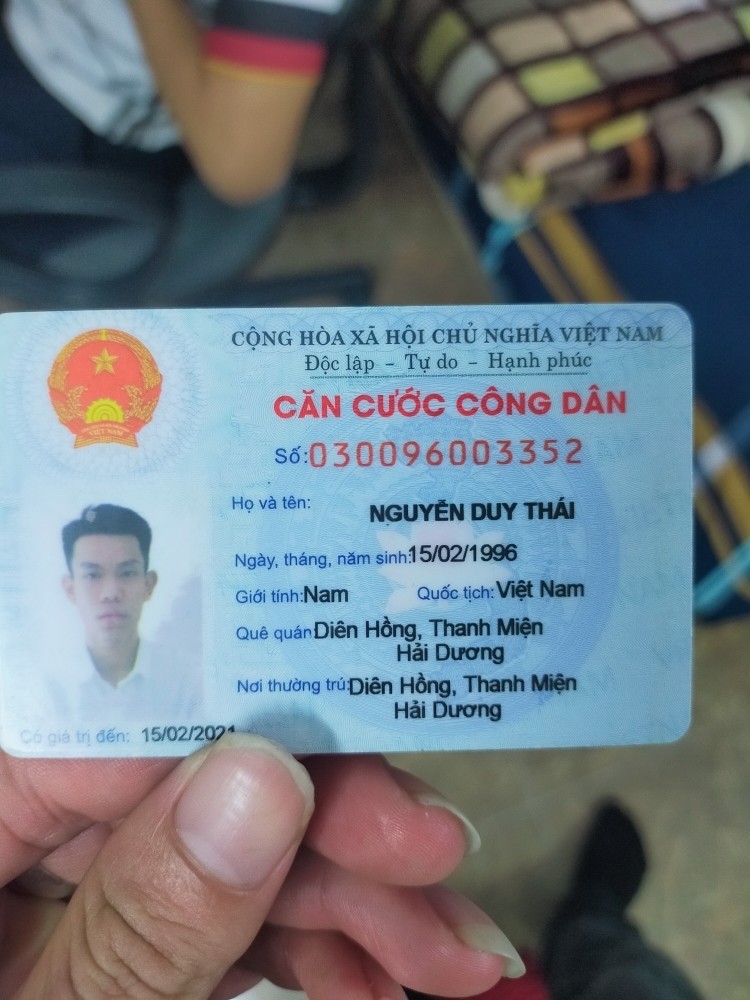 CỘNG HÒA XÃ HỘI CHỦ NGHĨA VIỆT NAM
Độc lập - Tự do - Hạnh phúc
CĂN CƯỚC CÔNG DÂN
Số: 030096003352
Họ và tên: NGUYỄN DUY THÁI
Ngày, tháng, năm sinh: 15/02/1996
Giới tính: Nam Quốc tịch: Việt Nam
Quê quán: Diên Hồng, Thanh Miện
Hải Dương
Nơi thường trú: Diên Hồng, Thanh Miện
Hải Dương
Có giá trị đến: 15/02/2021
VIỆT NAM